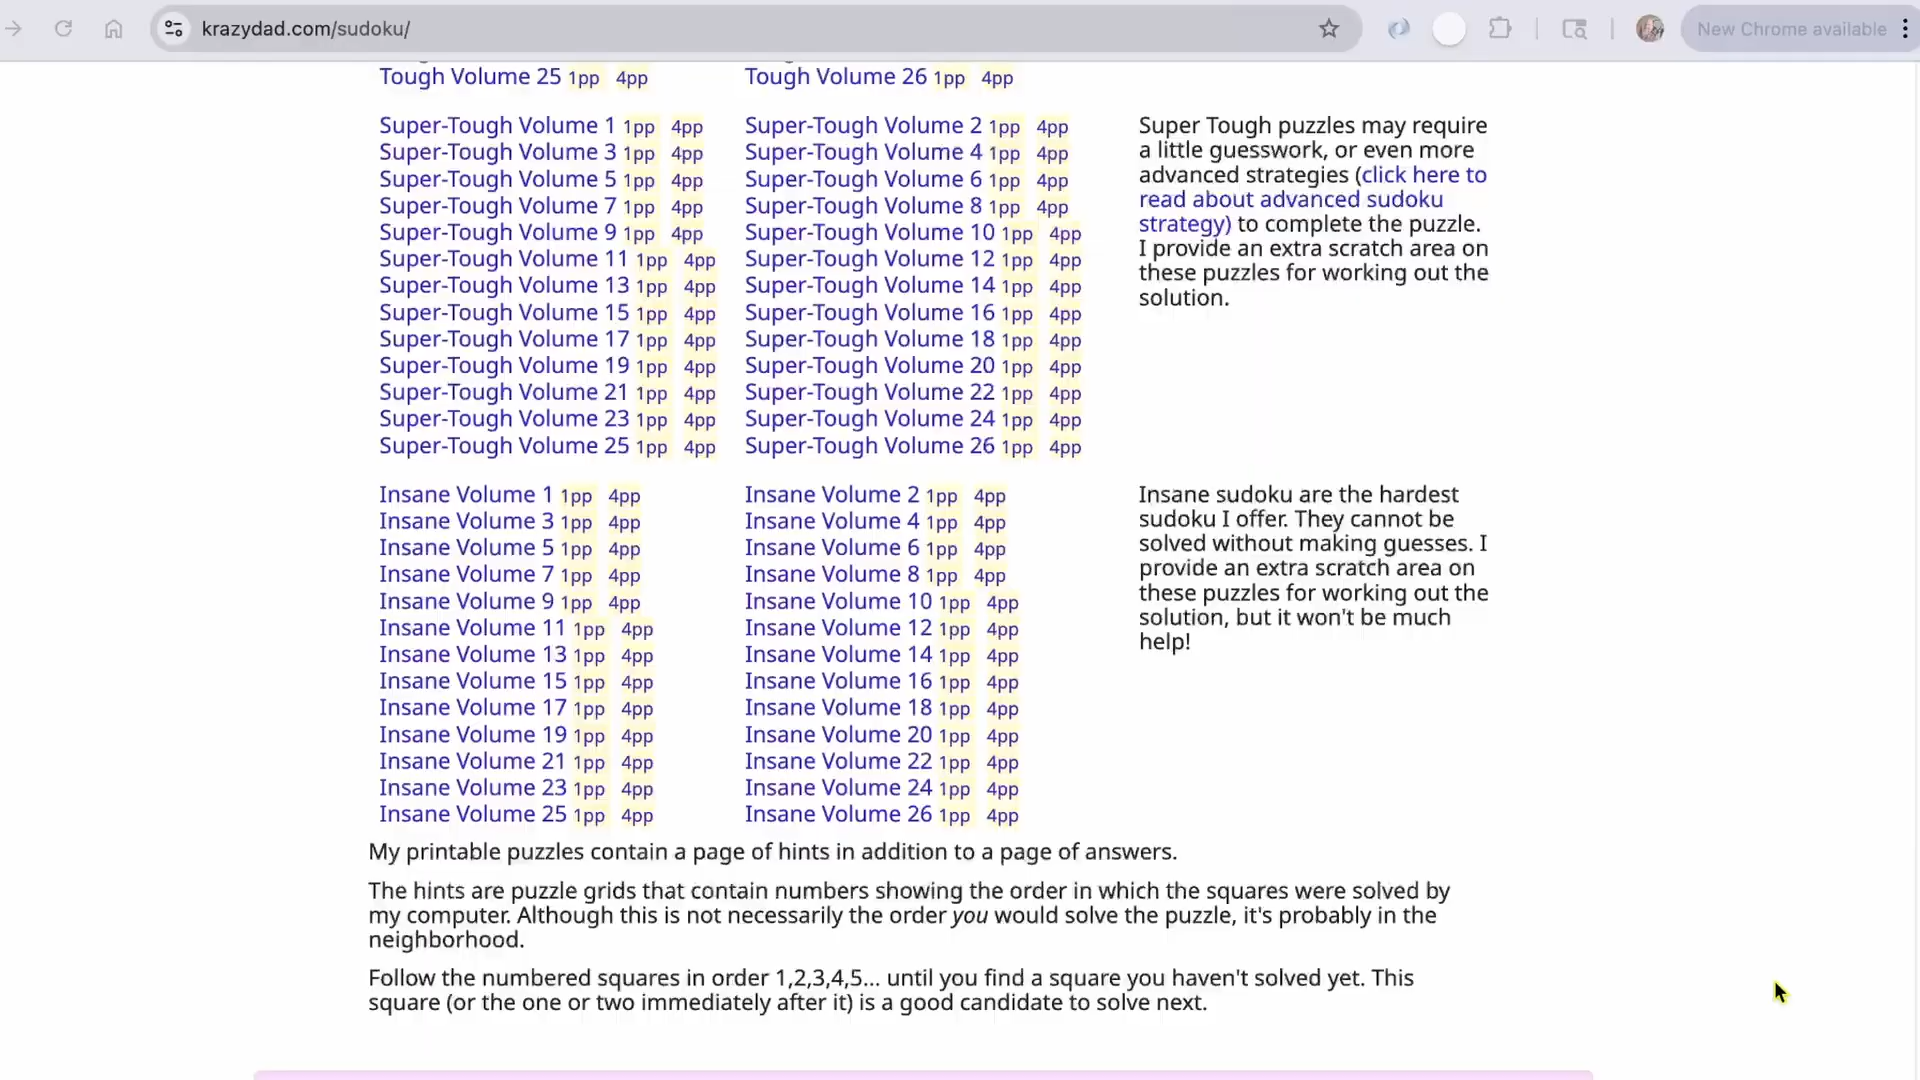 krazydad.com/sudoku/
New Chrome available
Tough Volume 25 1pp 4pp Tough Volume 26 1pp 4pp
Super-Tough Volume 1 1pp 4pp Super-Tough Volume 2 1pp 4pp
Super-Tough Volume 3 1pp 4pp Super-Tough Volume 4 1pp 4pp
Super-Tough Volume 5 1pp 4pp Super-Tough Volume 6 1pp 4pp
Super-Tough Volume 7 1pp 4pp Super-Tough Volume 8 1pp 4pp
Super-Tough Volume 9 1pp 4pp Super-Tough Volume 10 1pp 4pp
Super-Tough Volume 11 1pp 4pp Super-Tough Volume 12 1pp 4pp
Super-Tough Volume 13 1pp 4pp Super-Tough Volume 14 1pp 4pp
Super-Tough Volume 15 1pp 4pp Super-Tough Volume 16 1pp 4pp
Super-Tough Volume 17 1pp 4pp Super-Tough Volume 18 1pp 4pp
Super-Tough Volume 19 1pp 4pp Super-Tough Volume 20 1pp 4pp
Super-Tough Volume 21 1pp 4pp Super-Tough Volume 22 1pp 4pp
Super-Tough Volume 23 1pp 4pp Super-Tough Volume 24 1pp 4pp
Super-Tough Volume 25 1pp 4pp Super-Tough Volume 26 1pp 4pp
Super Tough puzzles may require
a little guesswork, or even more
advanced strategies (click here to
read about advanced sudoku
strategy) to complete the puzzle.
I provide an extra scratch area on
these puzzles for working out the
solution.
Insane Volume 1 1pp 4pp Insane Volume 2 1pp 4pp
Insane Volume 3 1pp 4pp Insane Volume 4 1pp 4pp
Insane Volume 5 1pp 4pp Insane Volume 6 1pp 4pp
Insane Volume 7 1pp 4pp Insane Volume 8 1pp 4pp
Insane Volume 9 1pp 4pp Insane Volume 10 1pp 4pp
Insane Volume 11 1pp 4pp Insane Volume 12 1pp 4pp
Insane Volume 13 1pp 4pp Insane Volume 14 1pp 4pp
Insane Volume 15 1pp 4pp Insane Volume 16 1pp 4pp
Insane Volume 17 1pp 4pp Insane Volume 18 1pp 4pp
Insane Volume 19 1pp 4pp Insane Volume 20 1pp 4pp
Insane Volume 21 1pp 4pp Insane Volume 22 1pp 4pp
Insane Volume 23 1pp 4pp Insane Volume 24 1pp 4pp
Insane Volume 25 1pp 4pp Insane Volume 26 1pp 4pp
Insane sudoku are the hardest
sudoku I offer. They cannot be
solved without making guesses. I
provide an extra scratch area on
these puzzles for working out the
solution, but it won't be much
help!
My printable puzzles contain a page of hints in addition to a page of answers.
The hints are puzzle grids that contain numbers showing the order in which the squares were solved by
my computer. Although this is not necessarily the order you would solve the puzzle, it's probably in the
neighborhood.
Follow the numbered squares in order 1,2,3,4,5... until you find a square you haven't solved yet. This
square (or the one or two immediately after it) is a good candidate to solve next.